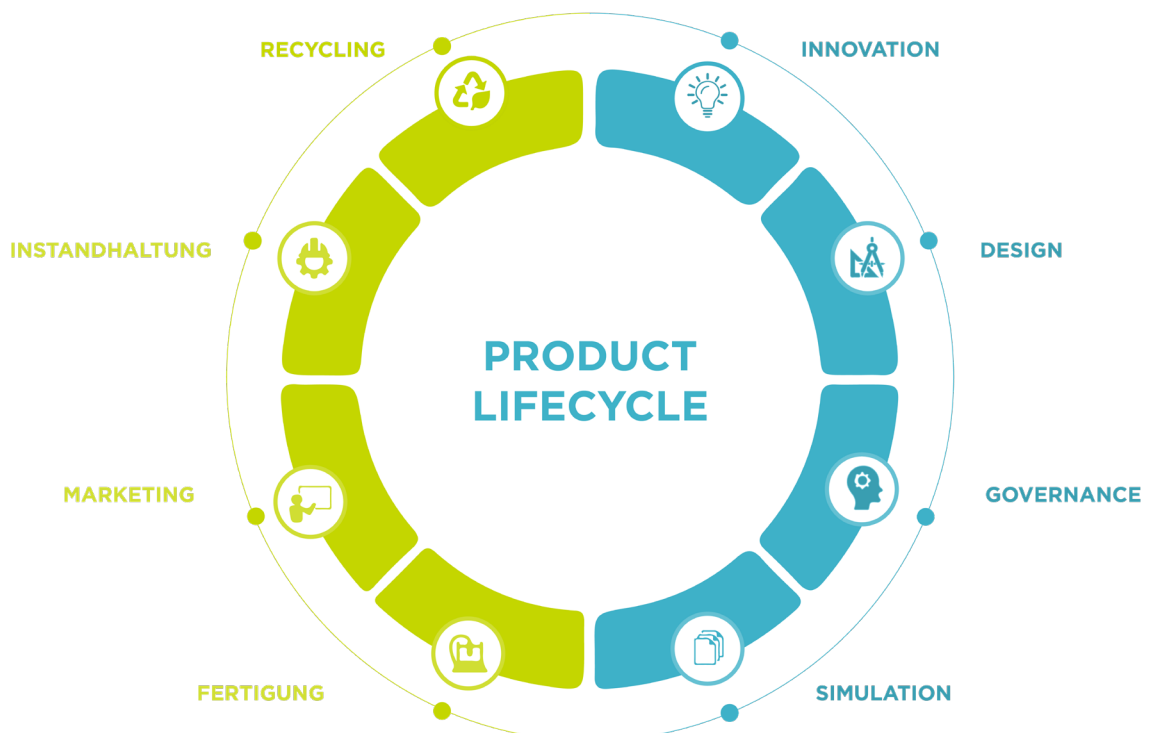 RECYCLING
INNOVATION
INSTANDHALTUNG
DESIGN
PRODUCT
LIFECYCLE
MARKETING
GOVERNANCE
FERTIGUNG
SIMULATION